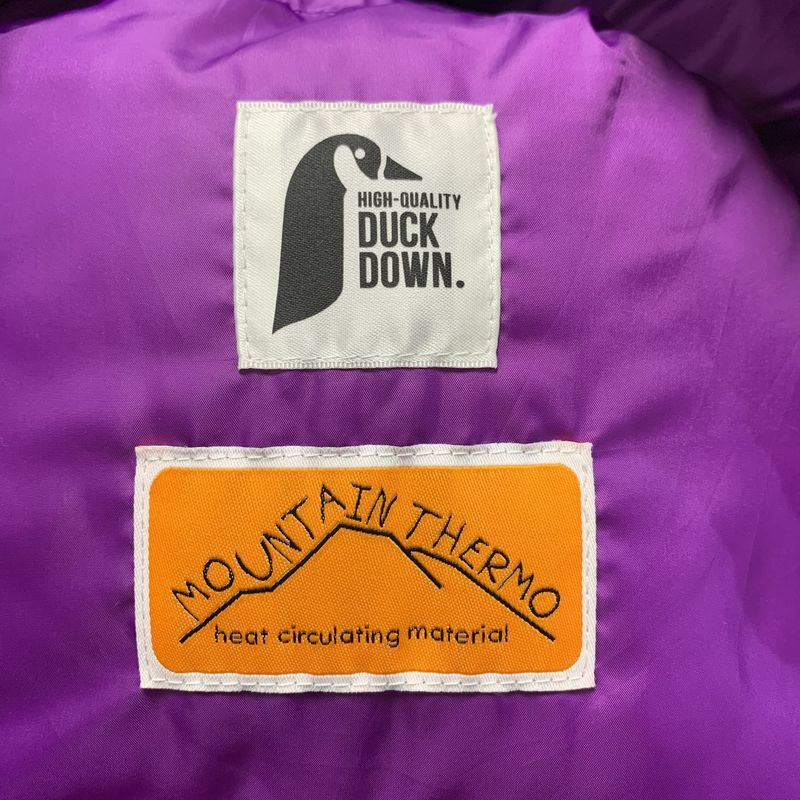 HIGH-QUALITY
DUCK
DOWN.
MOUNTAIN THERMO
heat circulating material